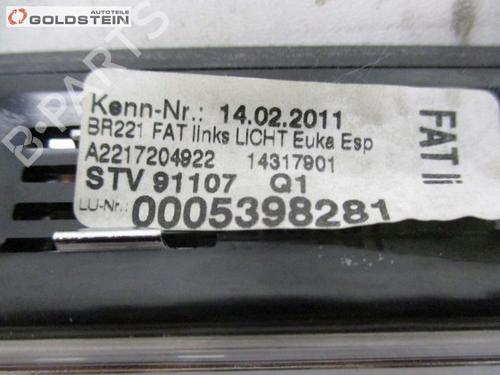 AUTOTEILE
GOLDSTEIN
B-PARTS
Kenn-Nr.: 14.02.2011
BR221 FAT links LICHT Euka Esp
A2217204922 14317901
STV 91107 Q1
LU-Nr.: 0005398281
FAT li